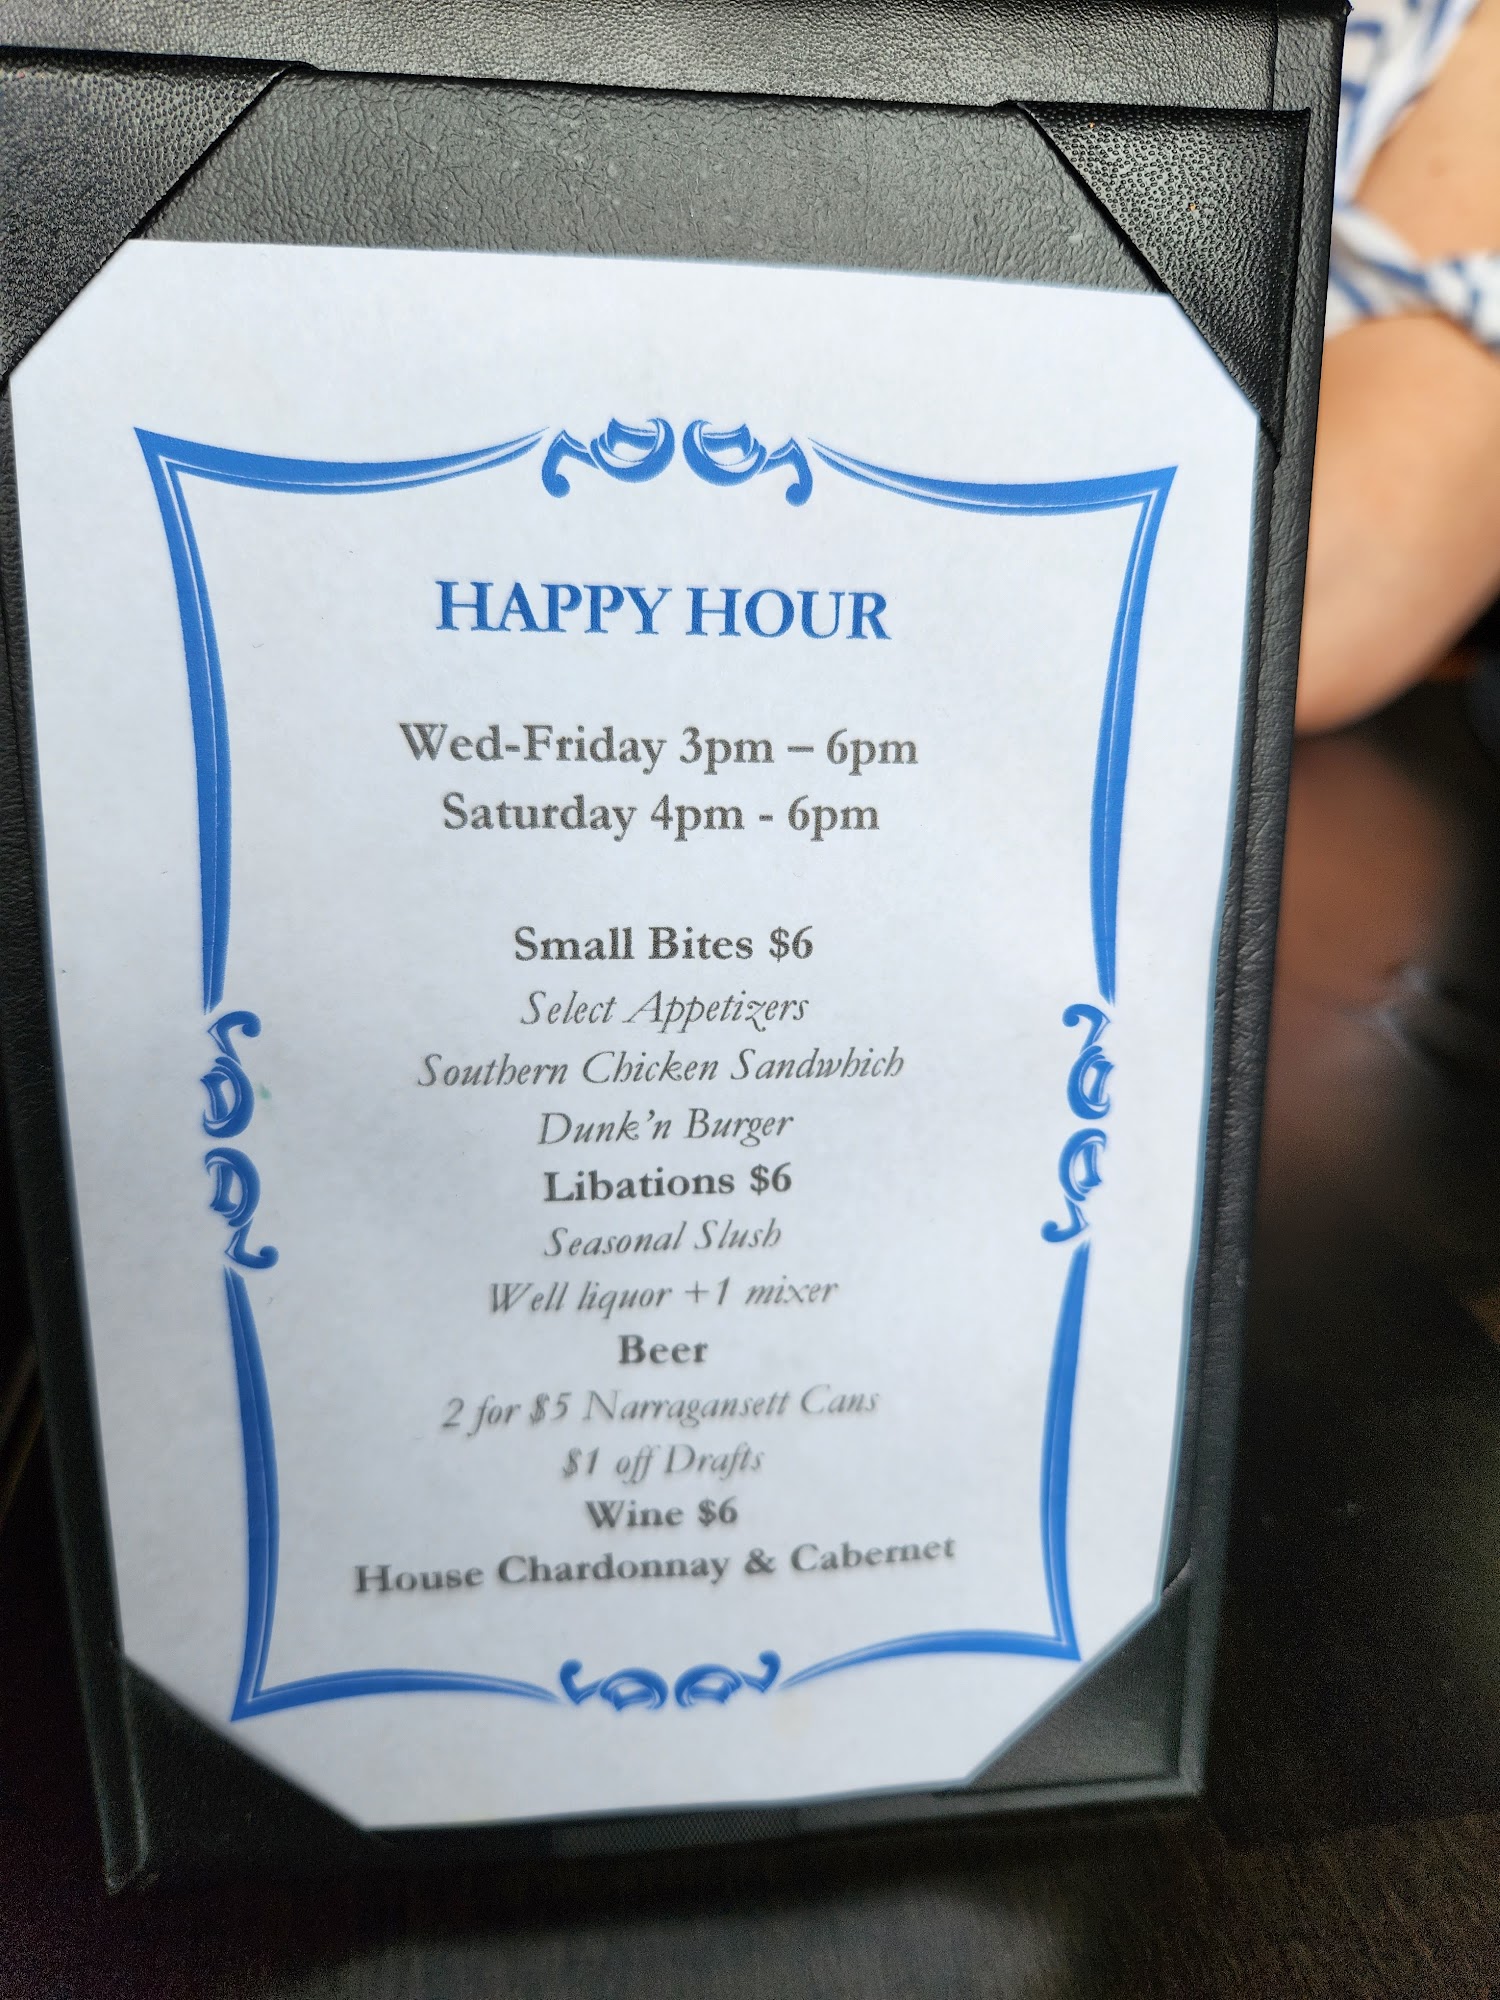 HAPPY HOUR
Wed-Friday 3pm – 6pm
Saturday 4pm - 6pm
Small Bites $6
Select Appetizers
Southern Chicken Sandwhich
Dunk’n Burger
Libations $6
Seasonal Slush
Well liquor +1 mixer
Beer
2 for $5 Narragansett Cans
$1 off Drafts
Wine $6
House Chardonnay & Cabernet